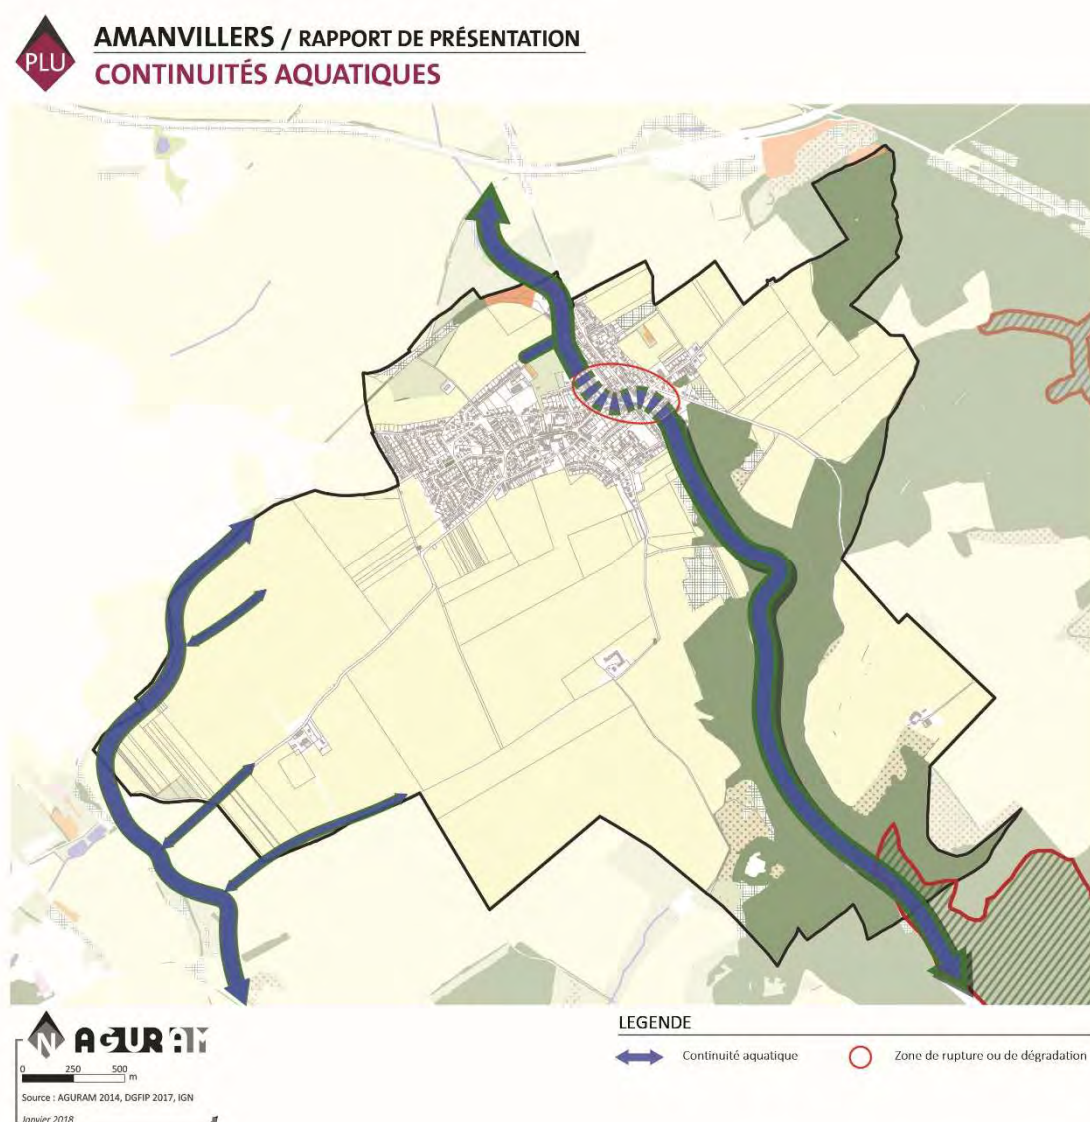 AMANVILLERS / RAPPORT DE PRÉSENTATION
PLU
CONTINUITÉS AQUATIQUES
N AGURAM
0 250 500
m
Source : AGURAM 2014, DGFIP 2017, IGN
Janvier 2018
LEGENDE
Continuité aquatique
Zone de rupture ou de dégradation